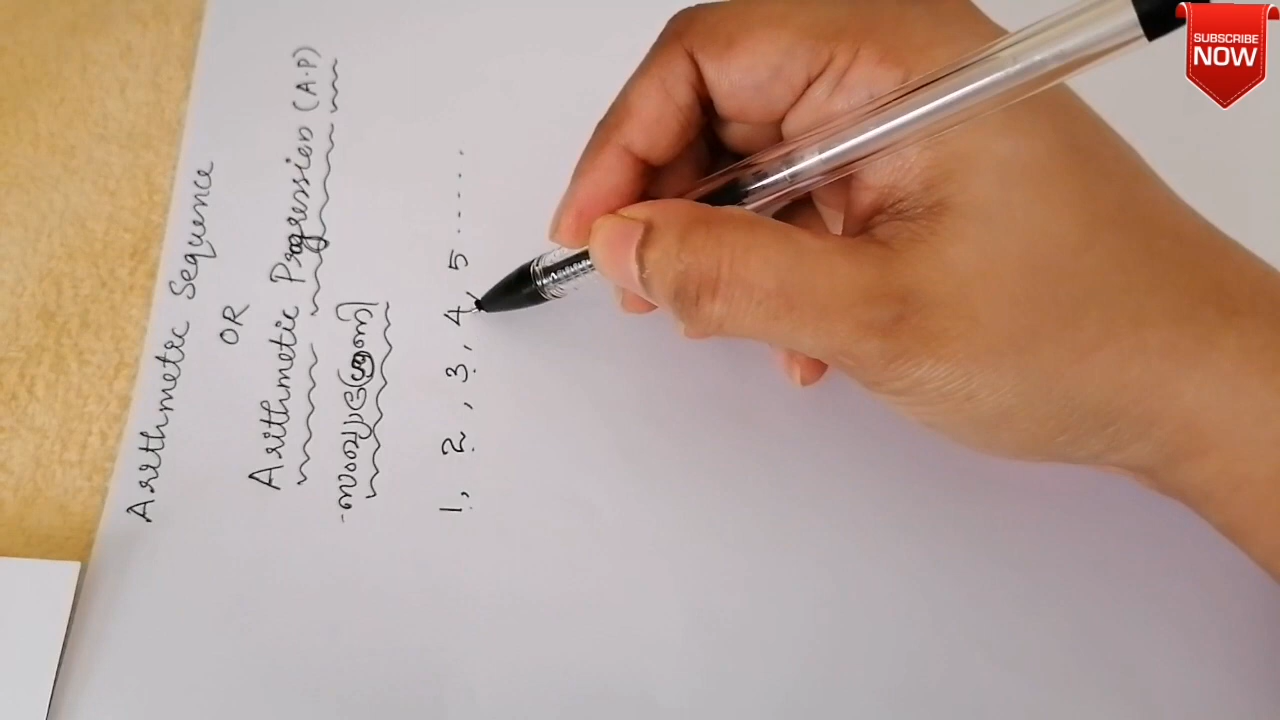 Arithmetic Sequence
OR
Arithmetic Progression (A.P)
1, 2, 3, 4, 5 ......
SUBSCRIBE
NOW